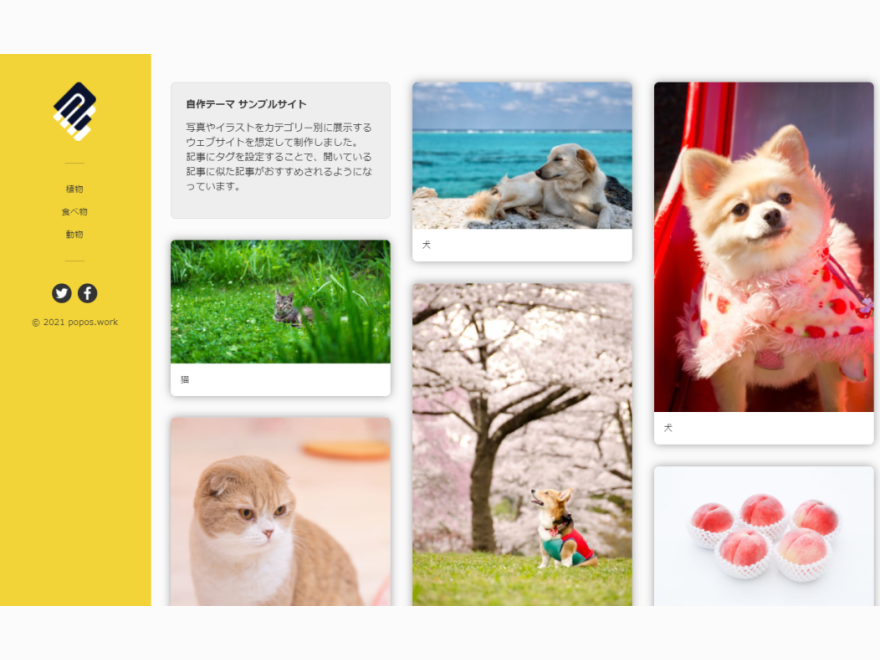 植物
食べ物
動物
© 2021 popos.work
自作テーマ サンプルサイト
写真やイラストをカテゴリー別に展示する
ウェブサイトを想定して制作しました。
記事にタグを設定することで、開いている
記事に似た記事がおすすめされるようにな
っています。
猫
犬
犬